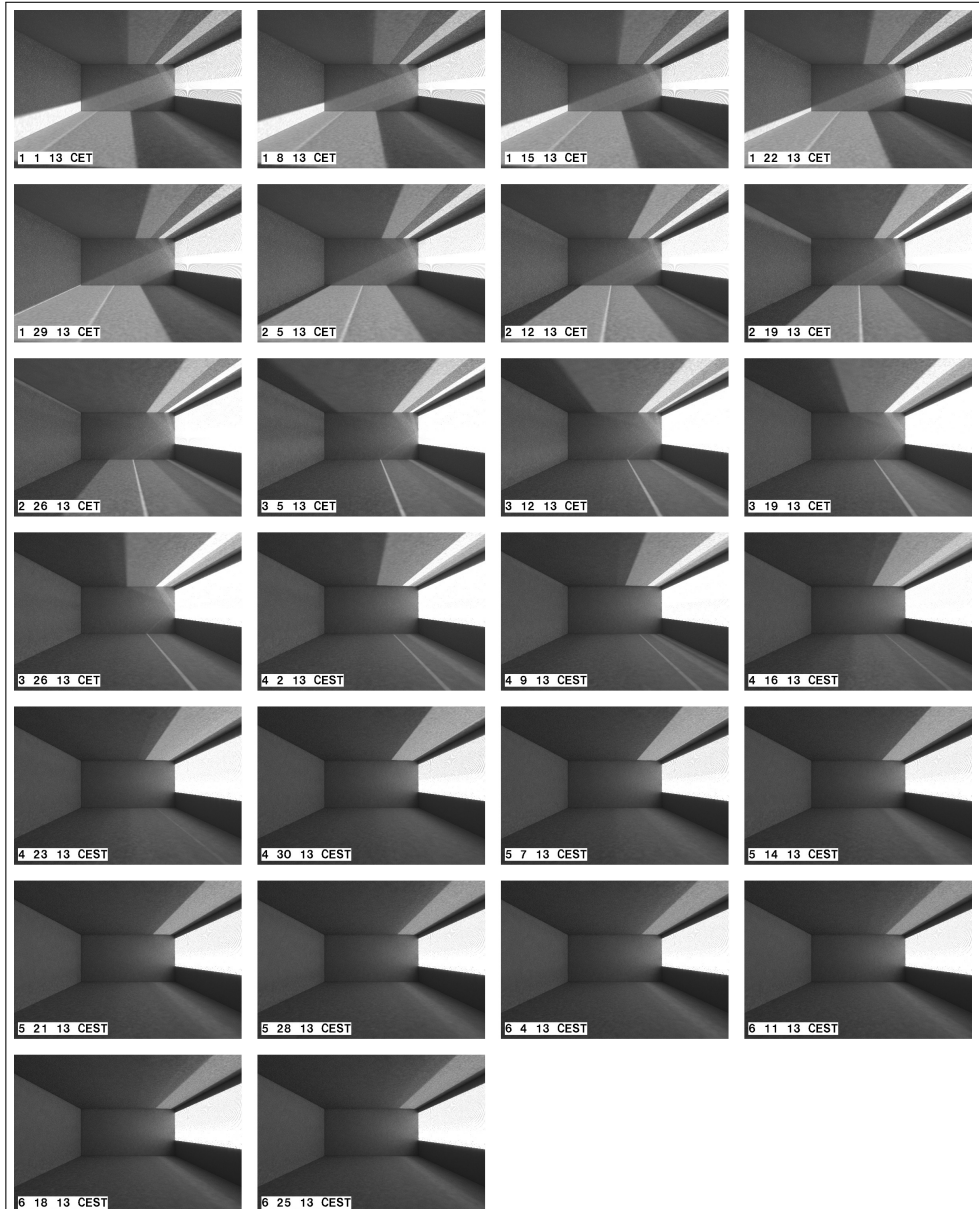 1 1 13 CET
1 8 13 CET
1 15 13 CET
1 22 13 CET
1 29 13 CET
2 5 13 CET
2 12 13 CET
2 19 13 CET
2 26 13 CET
3 5 13 CET
3 12 13 CET
3 19 13 CET
3 26 13 CET
4 2 13 CEST
4 9 13 CEST
4 16 13 CEST
4 23 13 CEST
4 30 13 CEST
5 7 13 CEST
5 14 13 CEST
5 21 13 CEST
5 28 13 CEST
6 4 13 CEST
6 11 13 CEST
6 18 13 CEST
6 25 13 CEST